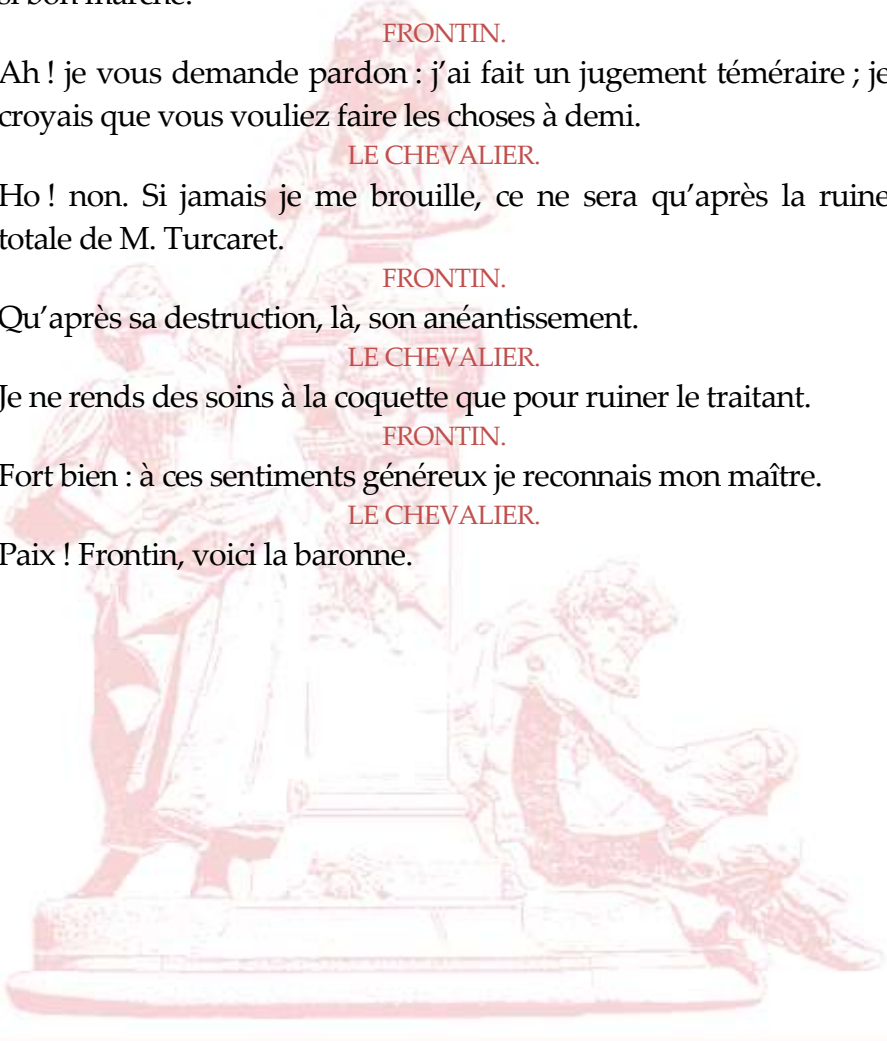 si bon marché.
FRONTIN.
Ah ! je vous demande pardon : j’ai fait un jugement téméraire ; je
croyais que vous vouliez faire les choses à demi.
LE CHEVALIER.
Ho ! non. Si jamais je me brouille, ce ne sera qu’après la ruine
totale de M. Turcaret.
FRONTIN.
Qu’après sa destruction, là, son anéantissement.
LE CHEVALIER.
Je ne rends des soins à la coquette que pour ruiner le traitant.
FRONTIN.
Fort bien : à ces sentiments généreux je reconnais mon maître.
LE CHEVALIER.
Paix ! Frontin, voici la baronne.